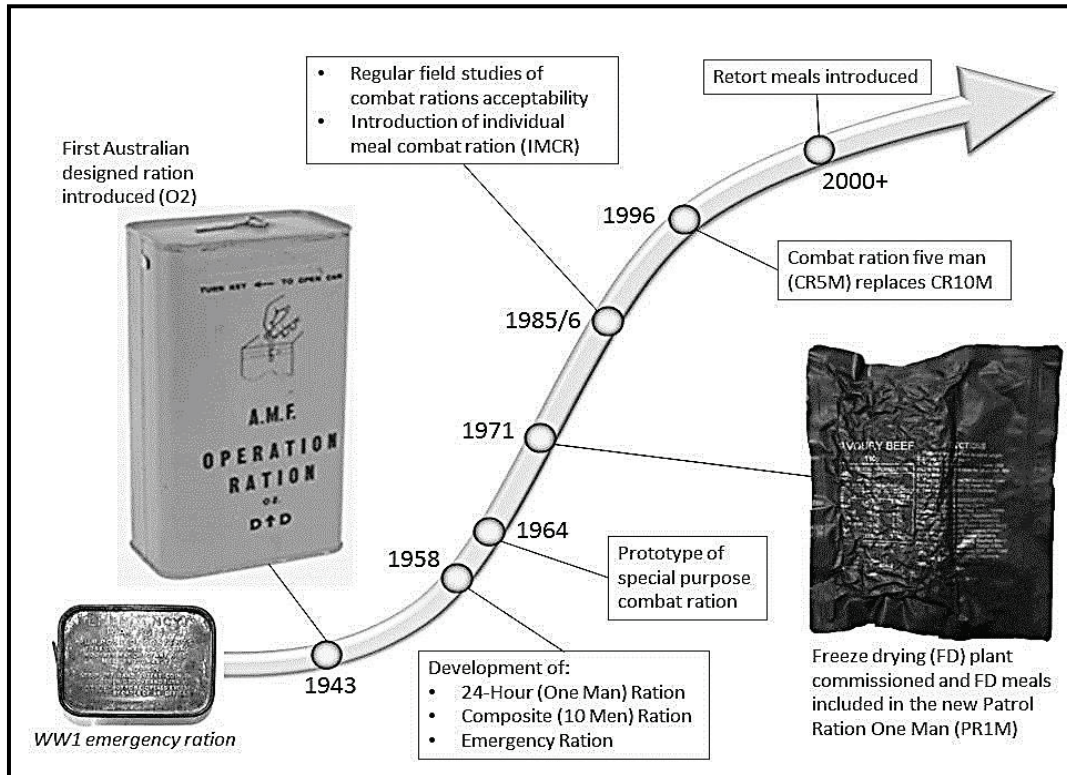 First Australian
designed ration
introduced (O2)
TURN KEY ← TO OPEN CAN
A.M.F.
OPERATION
RATION
O2.
D↑D
WW1 emergency ration
1943
1958
Development of:
• 24-Hour (One Man) Ration
• Composite (10 Men) Ration
• Emergency Ration
1964
Prototype of
special purpose
combat ration
1971
VOURY BEEF
Freeze drying (FD) plant
commissioned and FD meals
included in the new Patrol
Ration One Man (PR1M)
1985/6
• Regular field studies of
combat rations acceptability
• Introduction of individual
meal combat ration (IMCR)
1996
Combat ration five man
(CR5M) replaces CR10M
2000+
Retort meals introduced